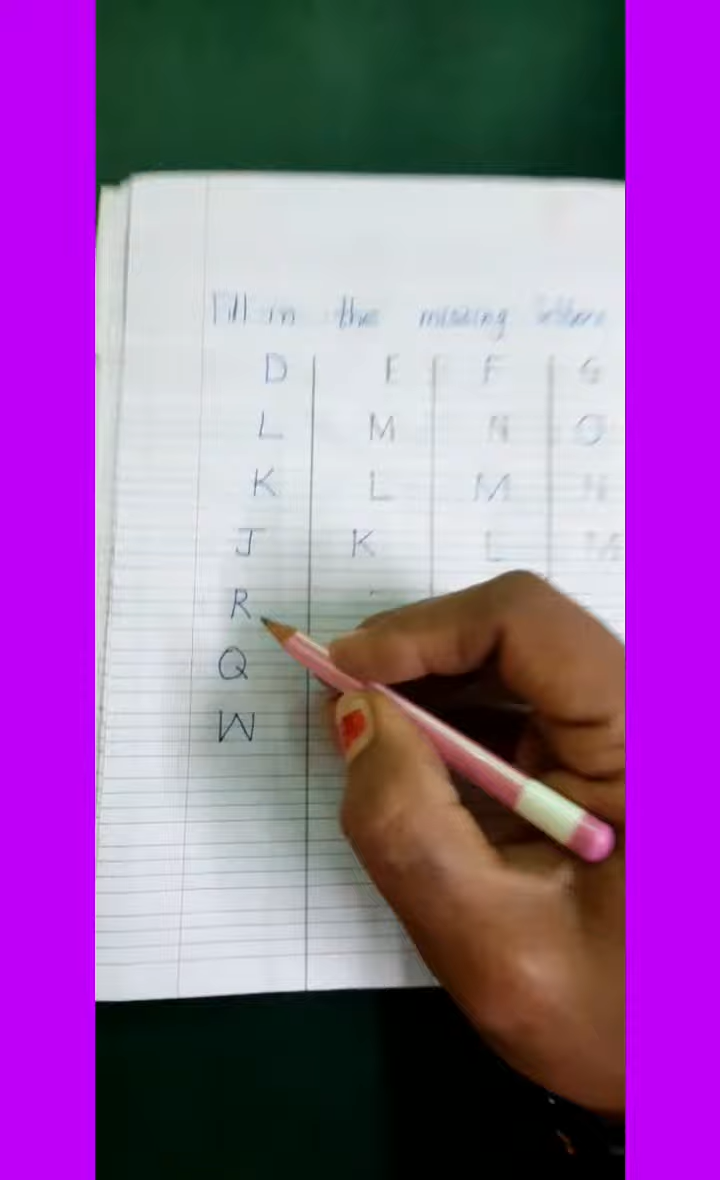 Fill in the missing letters
D E F G
L M N O
K L M N
J K L M
R
Q
W